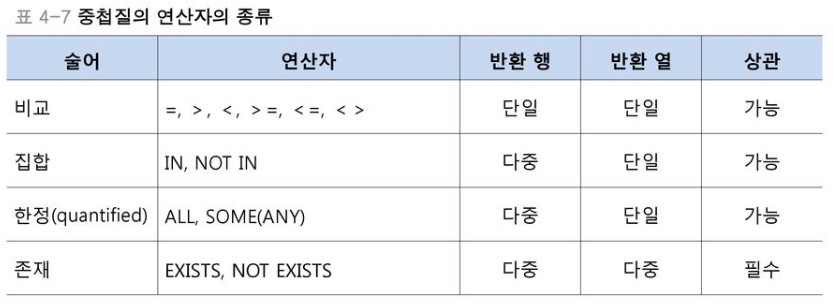 표 4-7 중첩질의 연산자의 종류
술어 연산자 반환 행 반환 열 상관
비교 =, >, <, >=, <=, < > 단일 단일 가능
집합 IN, NOT IN 다중 단일 가능
한정(quantified) ALL, SOME(ANY) 다중 단일 가능
존재 EXISTS, NOT EXISTS 다중 다중 필수